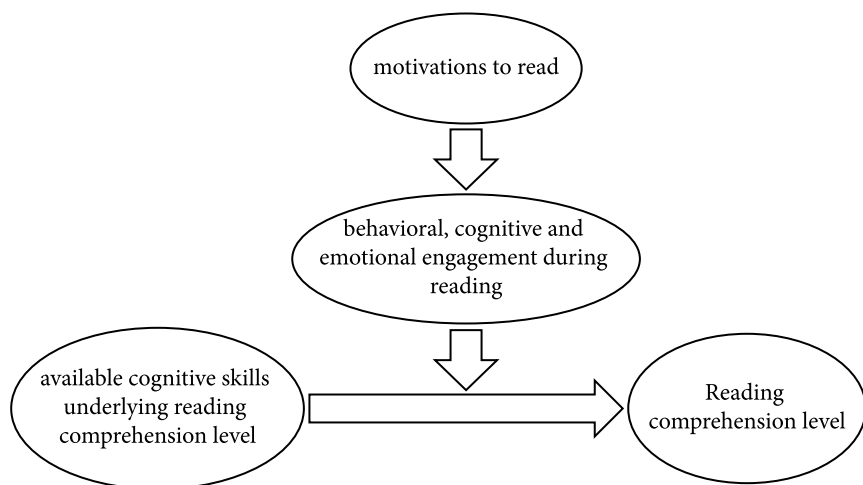 motivations to read
behavioral, cognitive and
emotional engagement during
reading
available cognitive skills
underlying reading
comprehension level
Reading
comprehension level